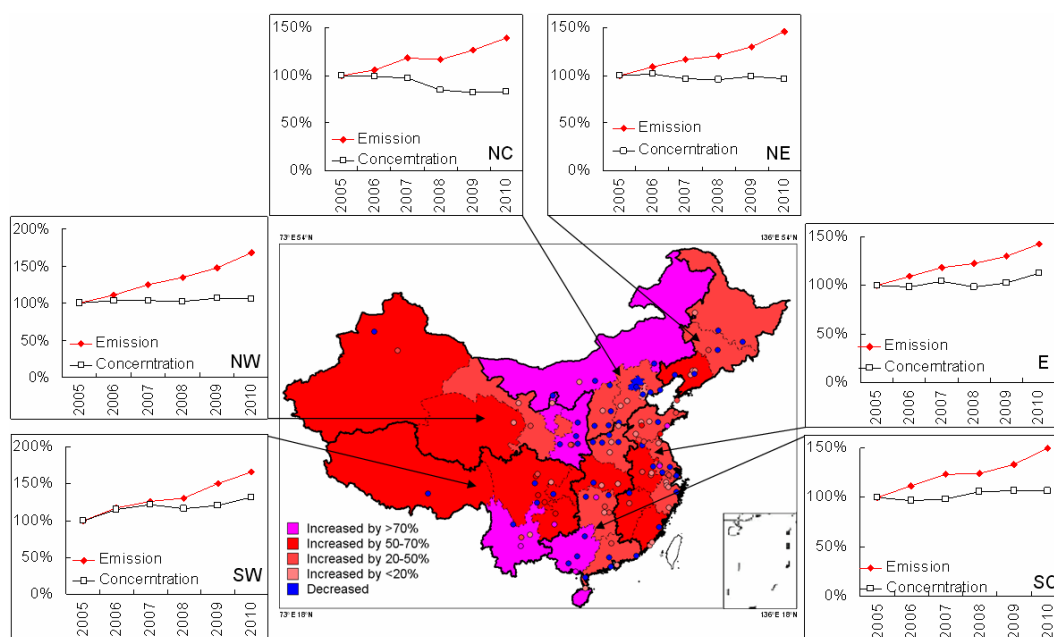 150%
100%
50%
0%
Emission
Concerntration
NC
2005
2006
2007
2008
2009
2010
150%
100%
50%
0%
Emission
Concerntration
NE
2005
2006
2007
2008
2009
2010
200%
150%
100%
50%
0%
Emission
Concerntration
NW
2005
2006
2007
2008
2009
2010
73° E 54°N
136° E 54°N
150%
100%
50%
0%
Emission
Concerntration
E
2005
2006
2007
2008
2009
2010
200%
150%
100%
50%
0%
Emission
Concerntration
SW
2005
2006
2007
2008
2009
2010
Increased by >70%
Increased by 50-70%
Increased by 20-50%
Increased by <20%
Decreased
73° E 18°N
136° E 18°N
150%
100%
50%
0%
Emission
Concerntration
2005
2006
2007
2008
2009
2010